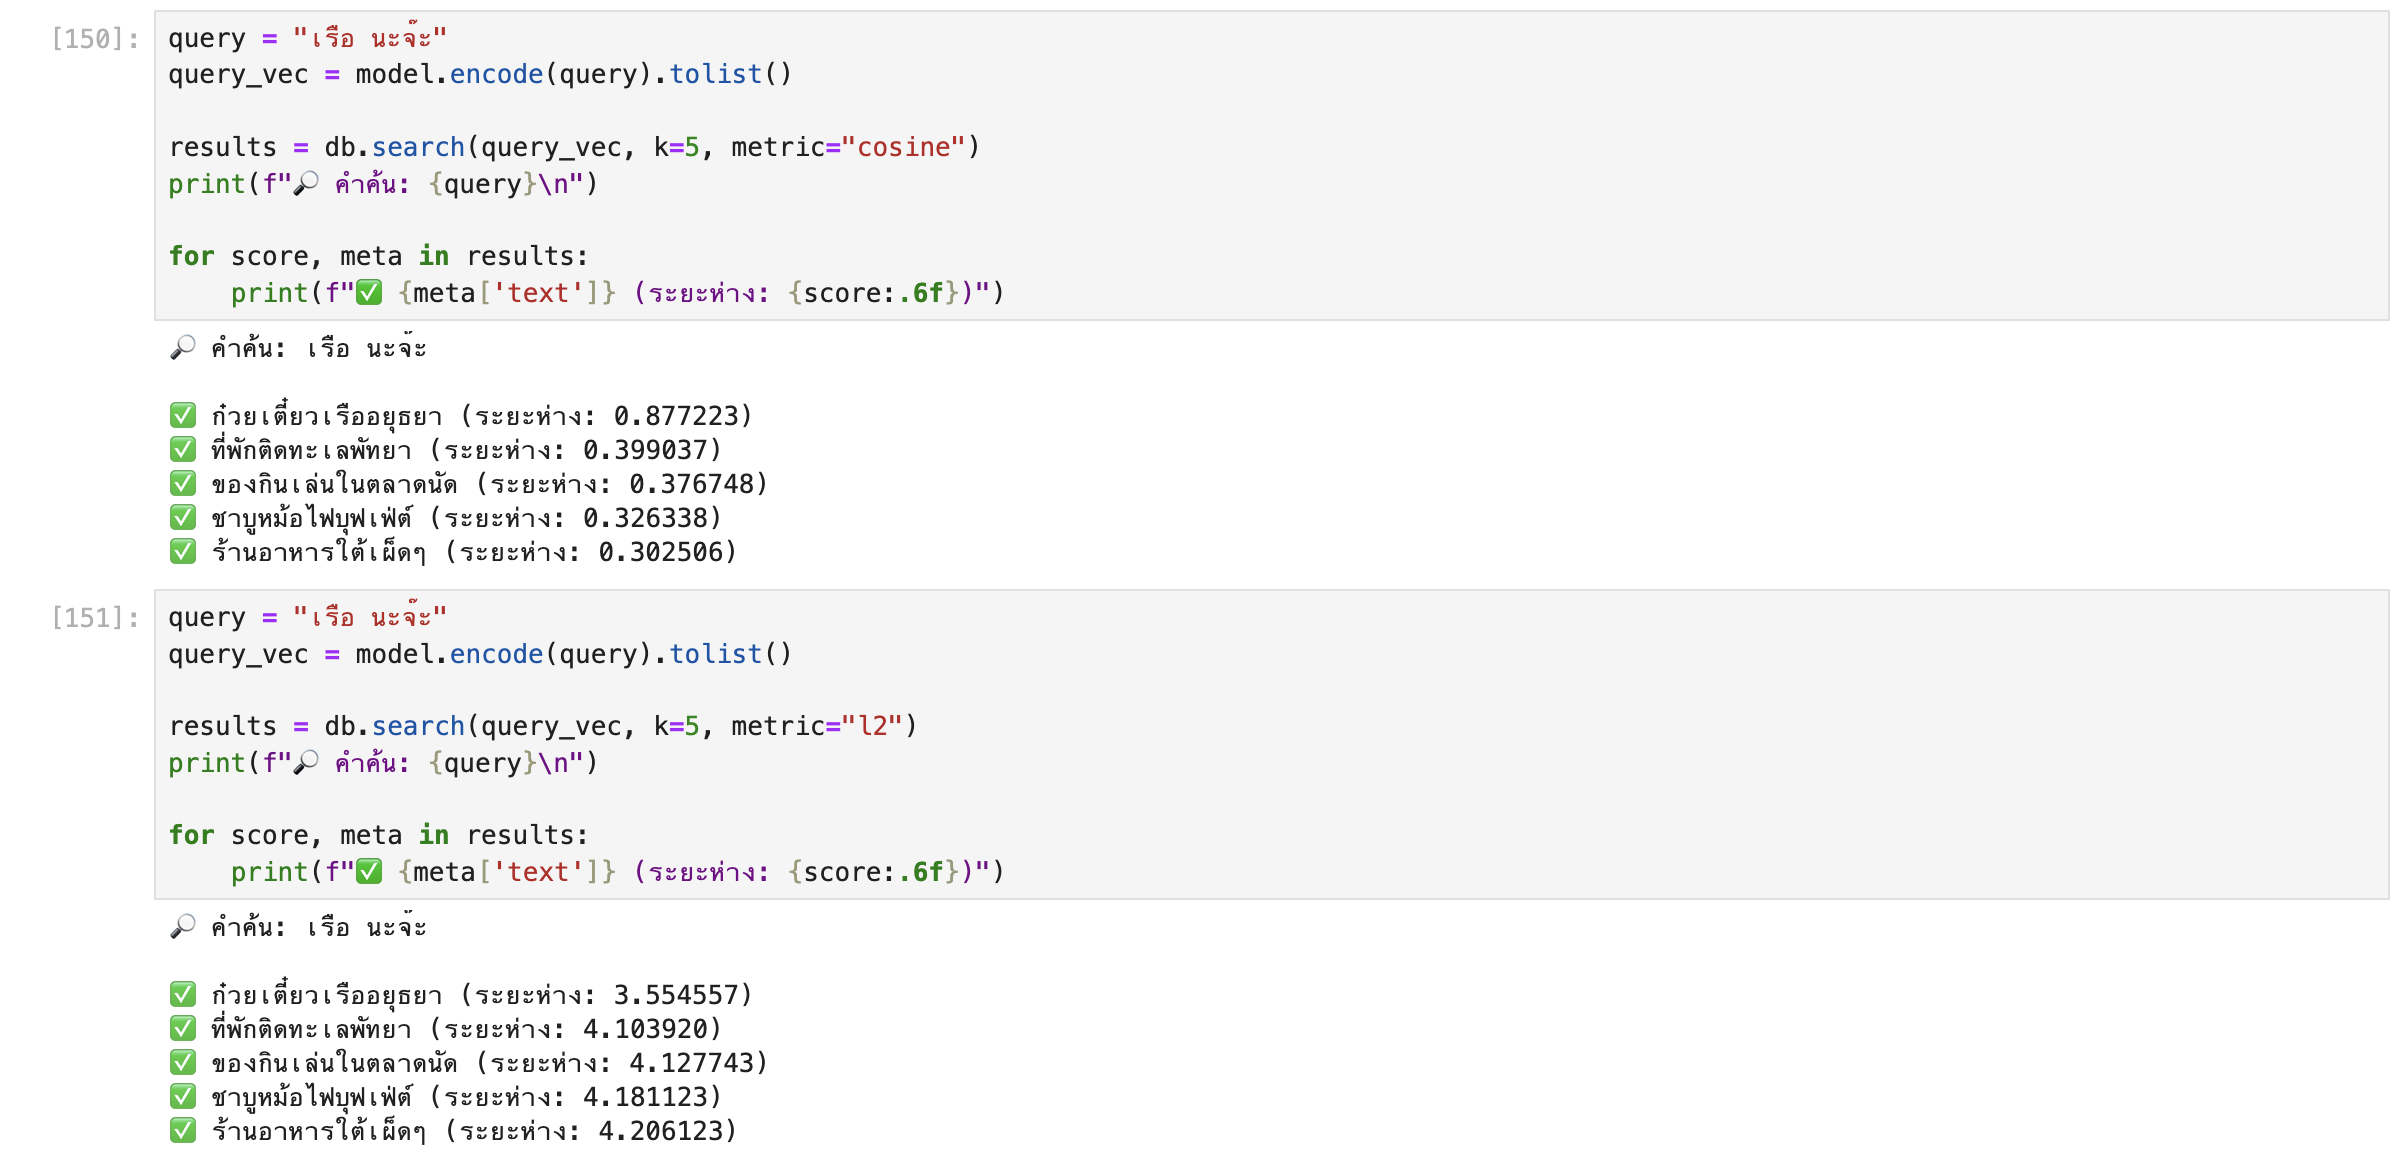 [150]: query = "เรือ นะจ๊ะ"
query_vec = model.encode(query).tolist()
results = db.search(query_vec, k=5, metric="cosine")
print(f"🔎 คำค้น: {query}\n")
for score, meta in results:
    print(f"✅ {meta['text']} (ระยะห่าง: {score:.6f})")
🔎 คำค้น: เรือ นะจ๊ะ
✅ ก๋วยเตี๋ยวเรืออยุธยา (ระยะห่าง: 0.877223)
✅ ที่พักติดทะเลพัทยา (ระยะห่าง: 0.399037)
✅ ของกินเล่นในตลาดนัด (ระยะห่าง: 0.376748)
✅ ชาบูหม้อไฟบุฟเฟ่ต์ (ระยะห่าง: 0.326338)
✅ ร้านอาหารใต้เผ็ดๆ (ระยะห่าง: 0.302506)
[151]: query = "เรือ นะจ๊ะ"
query_vec = model.encode(query).tolist()
results = db.search(query_vec, k=5, metric="l2")
print(f"🔎 คำค้น: {query}\n")
for score, meta in results:
    print(f"✅ {meta['text']} (ระยะห่าง: {score:.6f})")
🔎 คำค้น: เรือ นะจ๊ะ
✅ ก๋วยเตี๋ยวเรืออยุธยา (ระยะห่าง: 3.554557)
✅ ที่พักติดทะเลพัทยา (ระยะห่าง: 4.103920)
✅ ของกินเล่นในตลาดนัด (ระยะห่าง: 4.127743)
✅ ชาบูหม้อไฟบุฟเฟ่ต์ (ระยะห่าง: 4.181123)
✅ ร้านอาหารใต้เผ็ดๆ (ระยะห่าง: 4.206123)